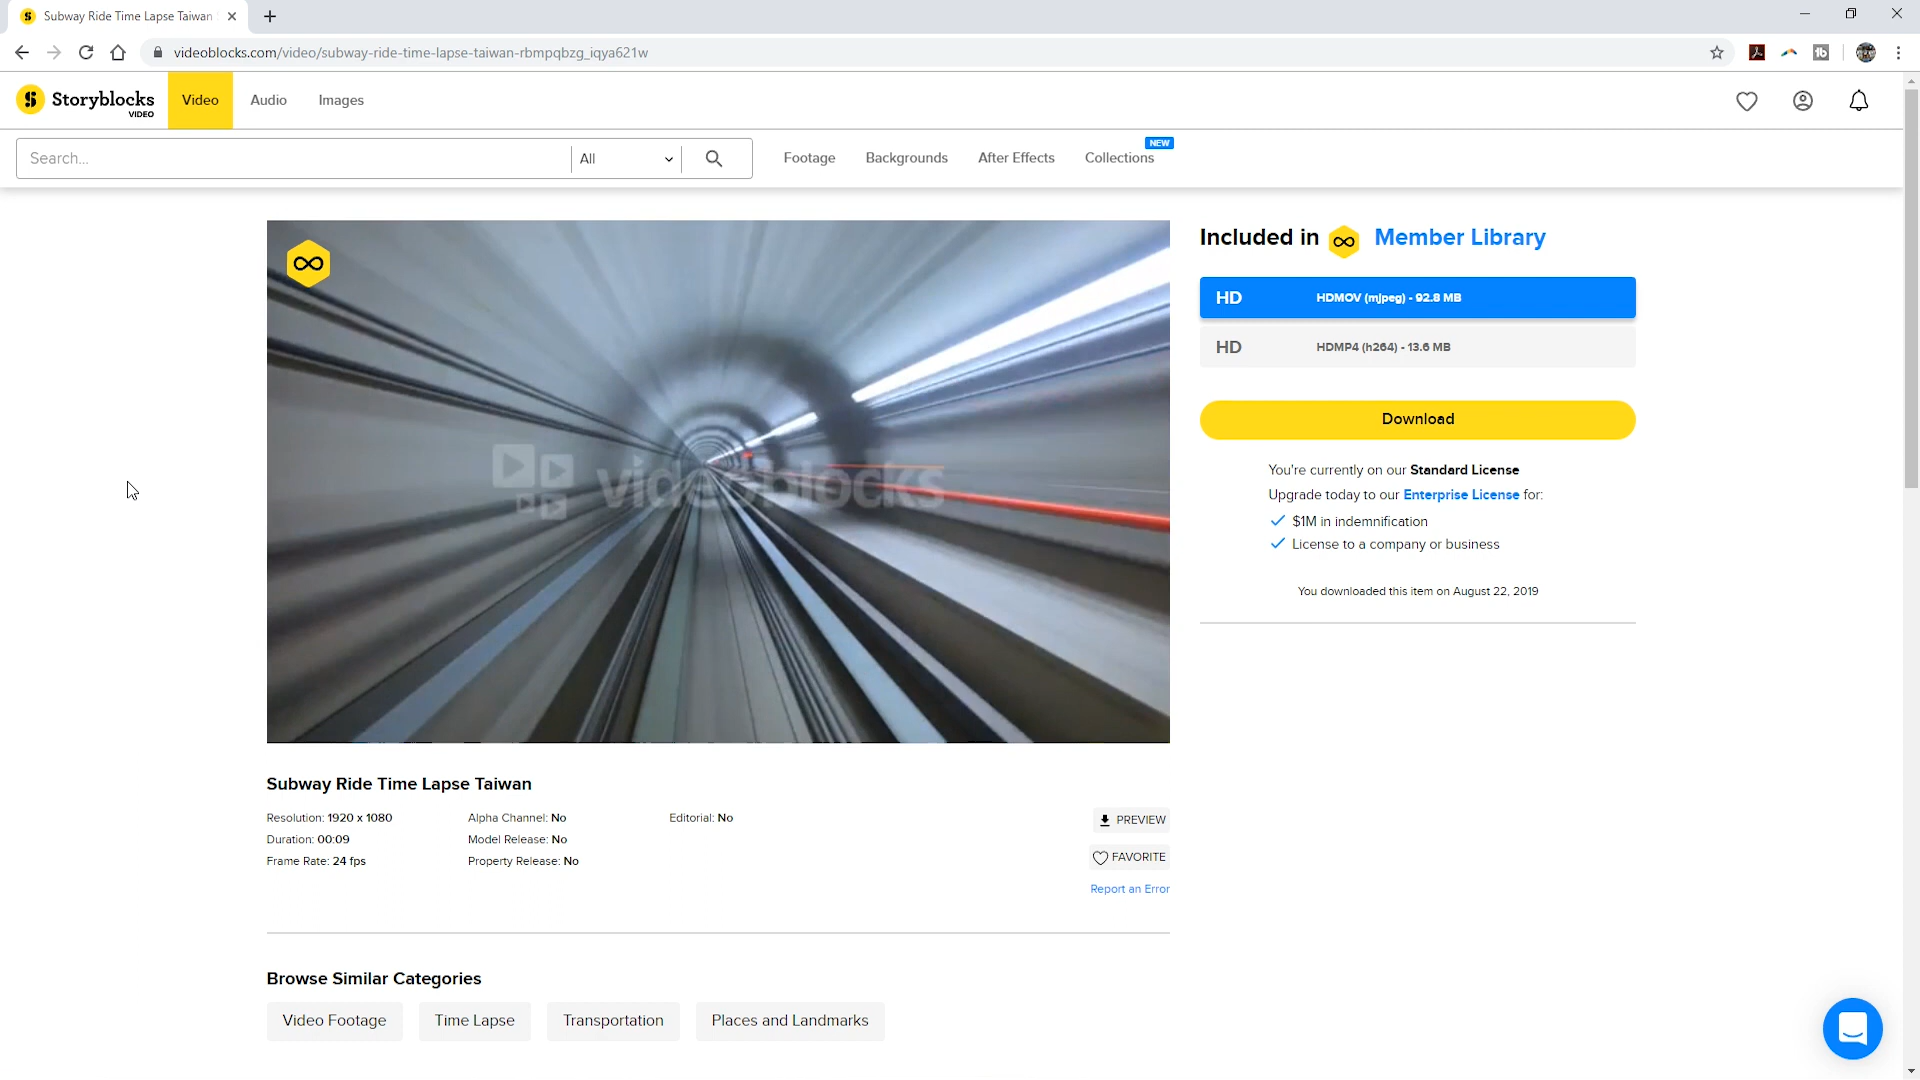 Subway Ride Time Lapse Taiwan
videoblocks.com/video/subway-ride-time-lapse-taiwan-rbmpqbzg_iqya621w
Storyblocks
VIDEO
Video
Audio
Images
Search...
All
Footage
Backgrounds
After Effects
Collections
NEW
videoblocks
Included in Member Library
HD HDMOV (mjpeg) - 92.8 MB
HD HDMP4 (h264) - 13.6 MB
Download
You're currently on our Standard License
Upgrade today to our Enterprise License for:
$1M in indemnification
License to a company or business
You downloaded this item on August 22, 2019
Subway Ride Time Lapse Taiwan
Resolution: 1920 x 1080
Alpha Channel: No
Editorial: No
Duration: 00:09
Model Release: No
Frame Rate: 24 fps
Property Release: No
PREVIEW
FAVORITE
Report an Error
Browse Similar Categories
Video Footage
Time Lapse
Transportation
Places and Landmarks